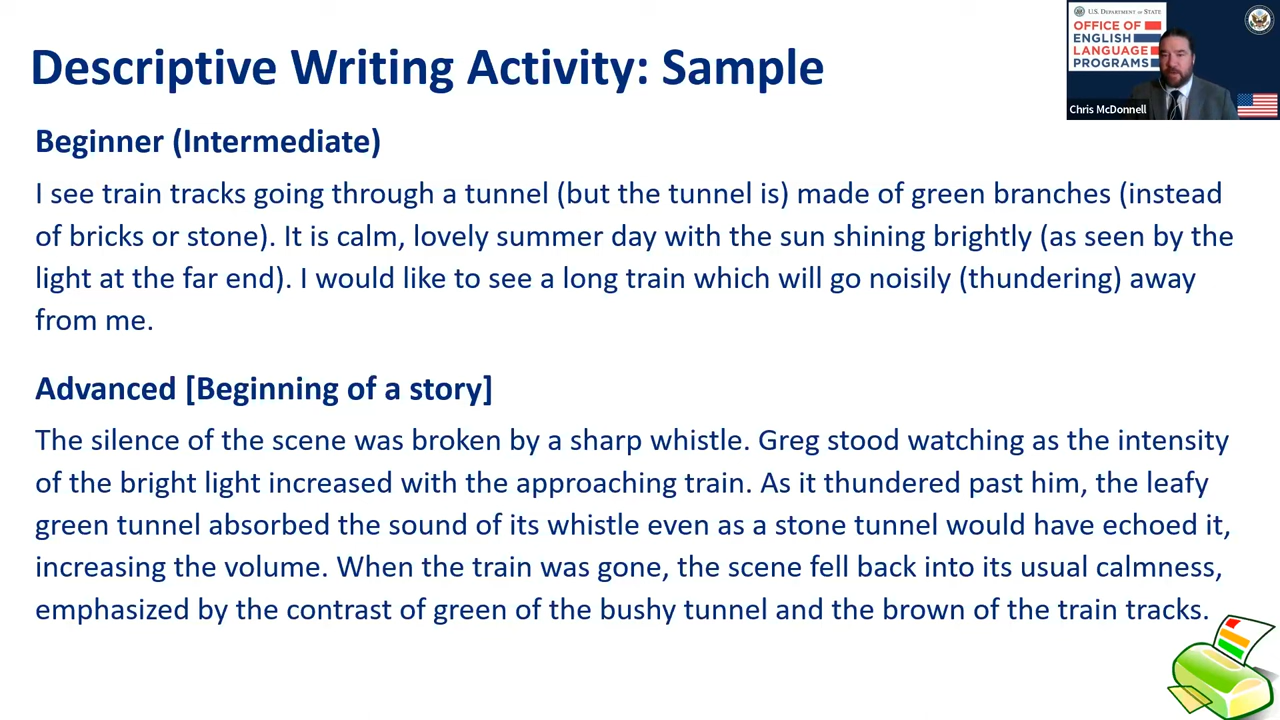 Descriptive Writing Activity: Sample
U.S. DEPARTMENT OF STATE
OFFICE OF
ENGLISH
LANGUAGE
PROGRAMS
Chris McDonnell
Beginner (Intermediate)
I see train tracks going through a tunnel (but the tunnel is) made of green branches (instead
of bricks or stone). It is calm, lovely summer day with the sun shining brightly (as seen by the
light at the far end). I would like to see a long train which will go noisily (thundering) away
from me.
Advanced [Beginning of a story]
The silence of the scene was broken by a sharp whistle. Greg stood watching as the intensity
of the bright light increased with the approaching train. As it thundered past him, the leafy
green tunnel absorbed the sound of its whistle even as a stone tunnel would have echoed it,
increasing the volume. When the train was gone, the scene fell back into its usual calmness,
emphasized by the contrast of green of the bushy tunnel and the brown of the train tracks.